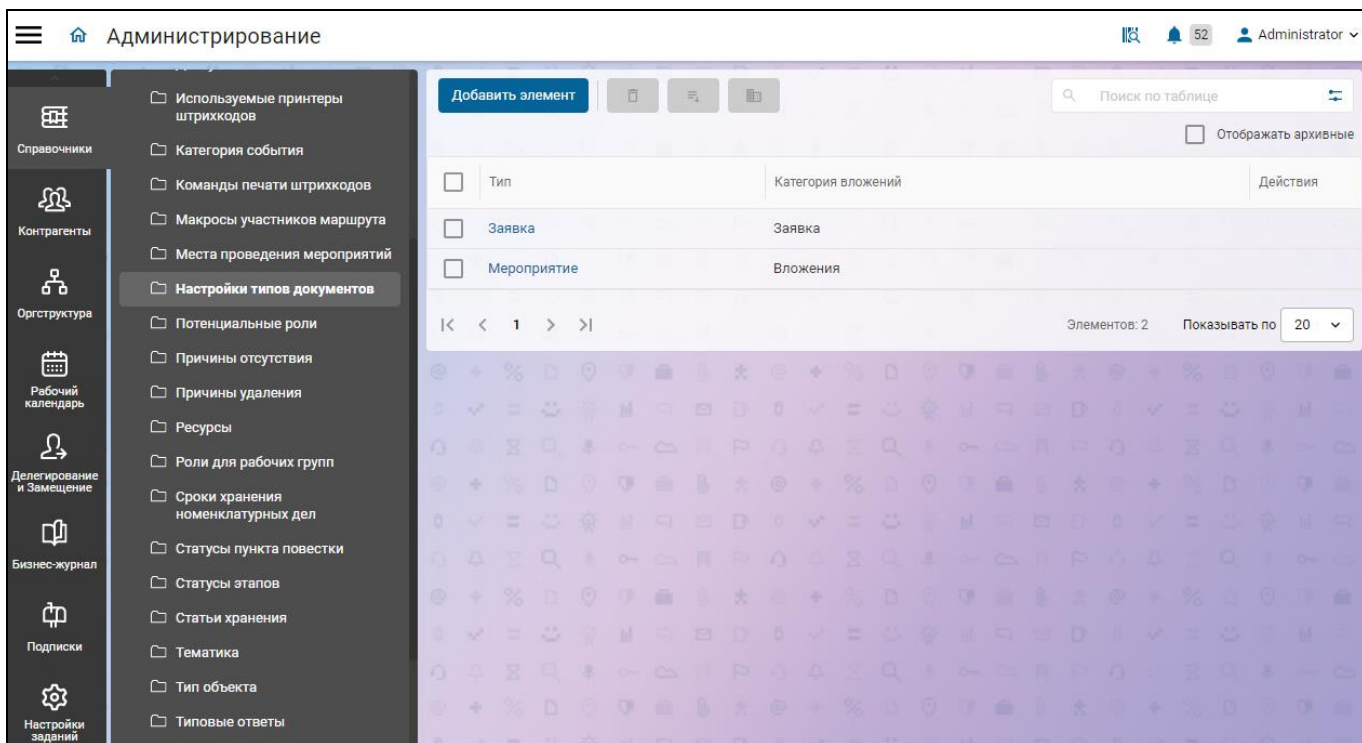 Администрирование
52
Administrator
Справочники
Контрагенты
Оргструктура
Рабочий
календарь
Делегирование
и Замещение
Бизнес-журнал
Подписки
Настройки
заданий
Используемые принтеры
штрихкодов
Категория события
Команды печати штрихкодов
Макросы участников маршрута
Места проведения мероприятий
Настройки типов документов
Потенциальные роли
Причины отсутствия
Причины удаления
Ресурсы
Роли для рабочих групп
Сроки хранения
номенклатурных дел
Статусы пункта повестки
Статусы этапов
Статьи хранения
Тематика
Тип объекта
Типовые ответы
Добавить элемент
Поиск по таблице
Отображать архивные
Тип Категория вложений Действия
Заявка Заявка
Мероприятие Вложения
1 Элементов: 2 Показывать по 20